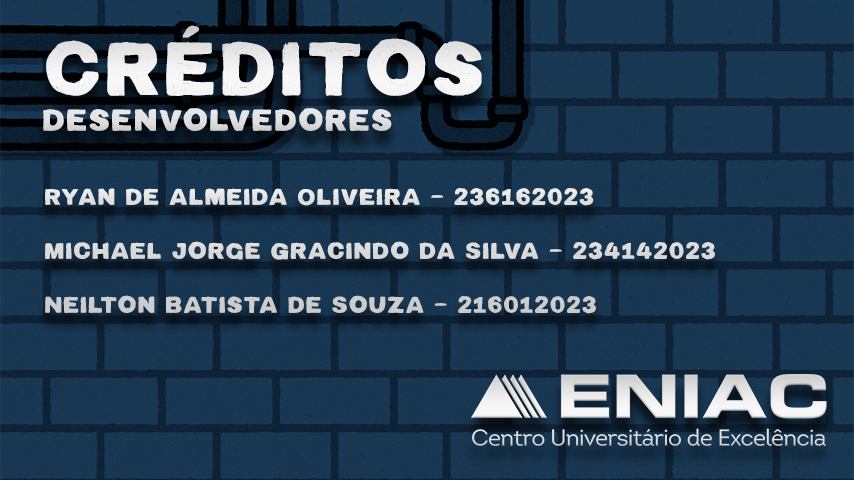 CRÉDITOS
DESENVOLVEDORES
RYAN DE ALMEIDA OLIVEIRA - 236162023
MICHAEL JORGE GRACINDO DA SILVA - 234142023
NEILTON BATISTA DE SOUZA - 216012023
ENIAC
Centro Universitário de Excelência